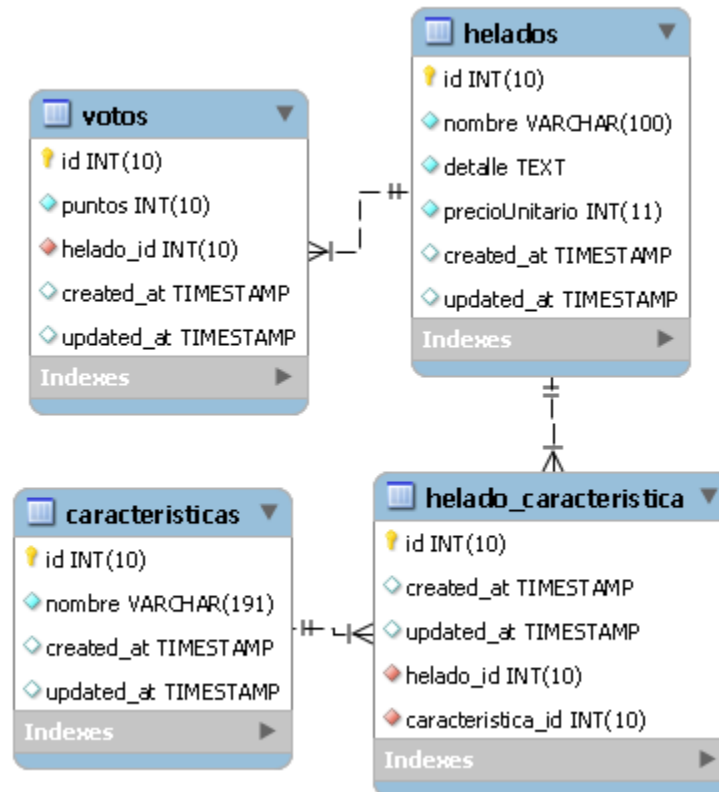 helados
id INT(10)
nombre VARCHAR(100)
detalle TEXT
precioUnitario INT(11)
created_at TIMESTAMP
updated_at TIMESTAMP
Indexes
votos
id INT(10)
puntos INT(10)
helado_id INT(10)
created_at TIMESTAMP
updated_at TIMESTAMP
Indexes
caracteristicas
id INT(10)
nombre VARCHAR(191)
created_at TIMESTAMP
updated_at TIMESTAMP
Indexes
helado_caracteristica
id INT(10)
created_at TIMESTAMP
updated_at TIMESTAMP
helado_id INT(10)
caracteristica_id INT(10)
Indexes